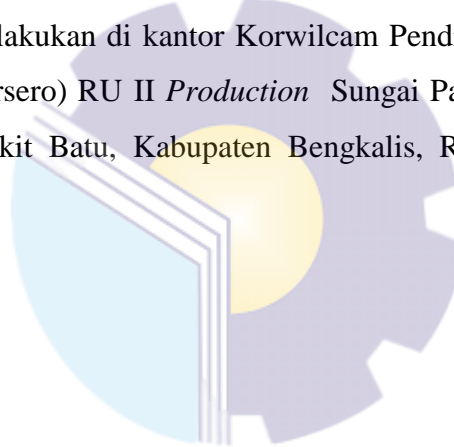 lakukan di kantor Korwilcam Pend
rsero) RU II Production Sungai Pa
kit Batu, Kabupaten Bengkalis, R